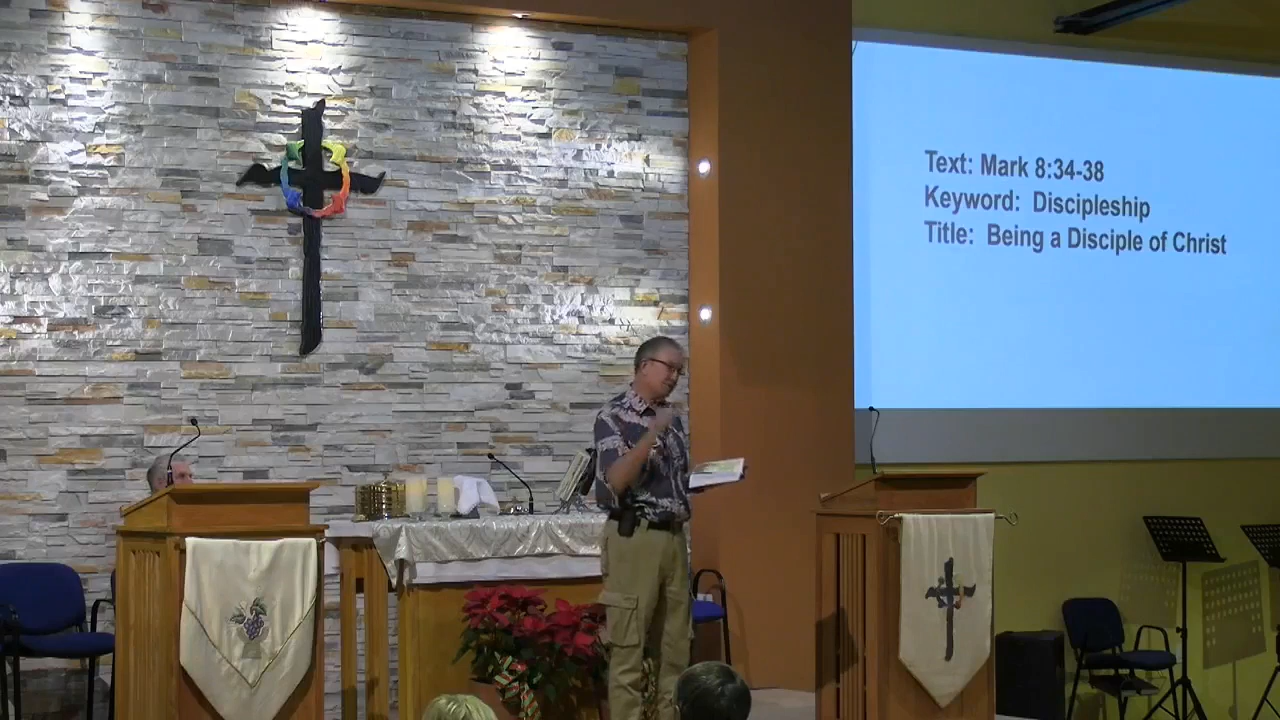 Text: Mark 8:34-38
Keyword: Discipleship
Title: Being a Disciple of Christ